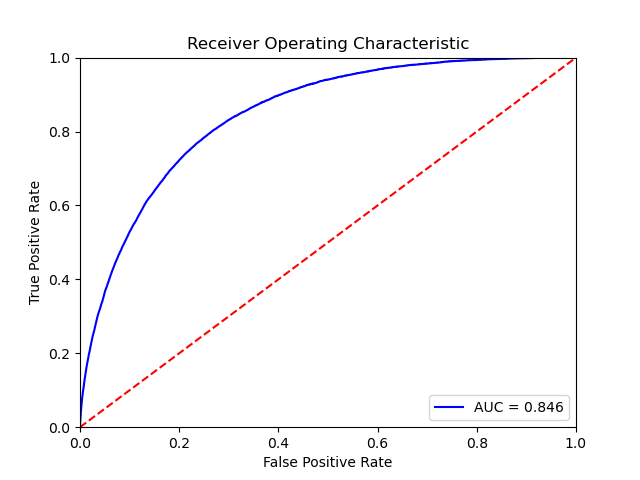 Receiver Operating Characteristic
True Positive Rate
1.0
0.8
0.6
0.4
0.2
0.0
AUC = 0.846
0.0 0.2 0.4 0.6 0.8 1.0
False Positive Rate